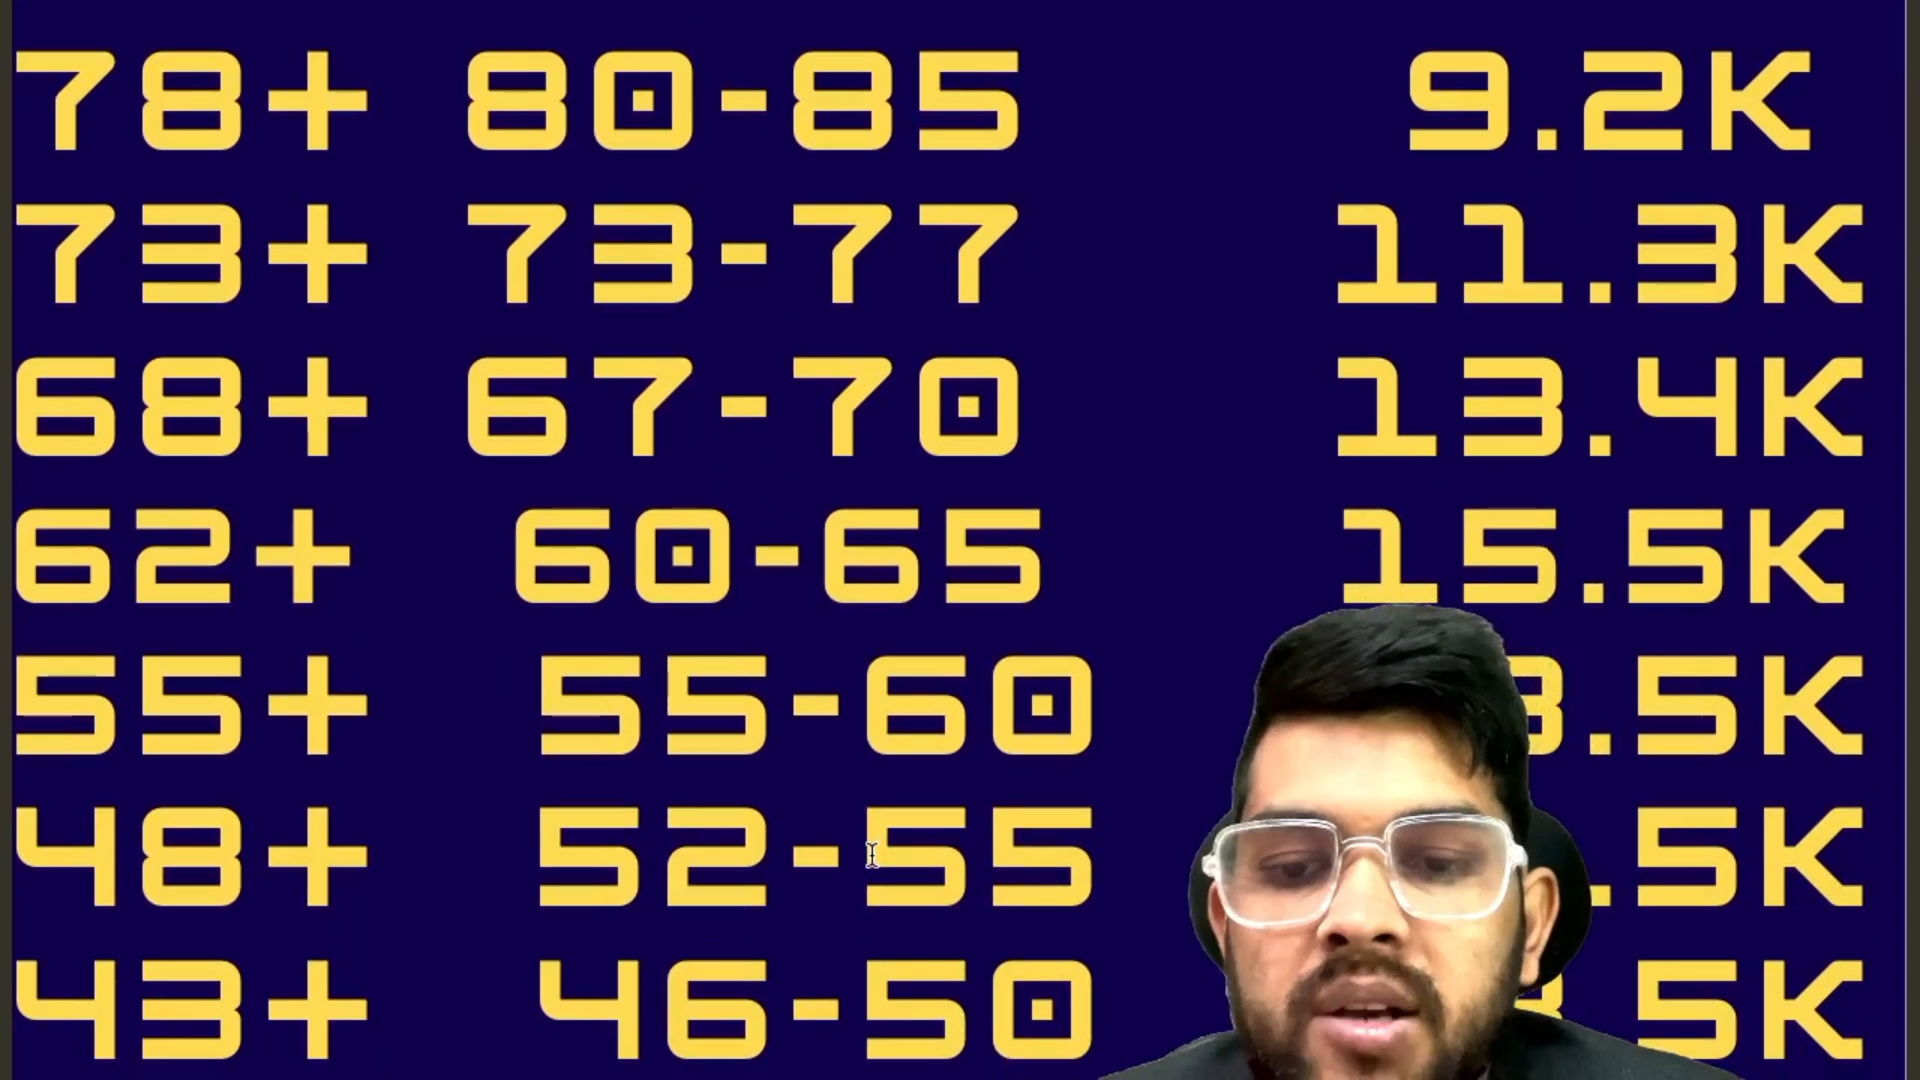 78+ 80-85 9.2K
73+ 73-77 11.3K
68+ 67-70 13.4K
62+ 60-65 15.5K
55+ 55-60
48+ 52-55
43+ 46-50